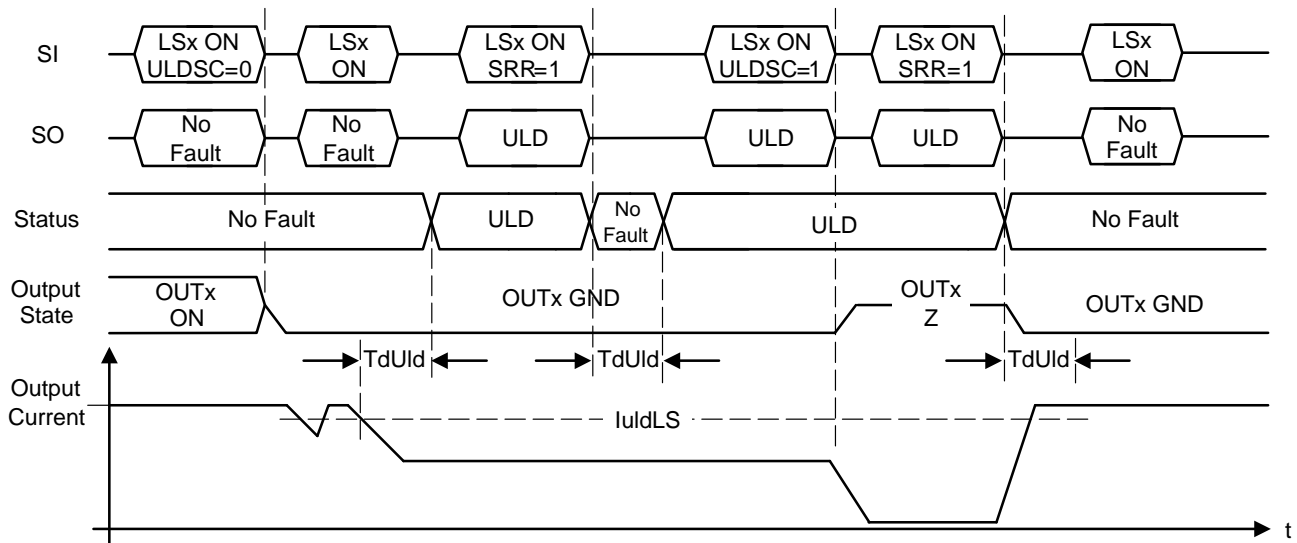 SI
LSx ON
ULDSC=0
LSx
ON
LSx ON
SRR=1
LSx ON
ULDSC=1
LSx ON
SRR=1
LSx
ON
SO
No
Fault
No
Fault
ULD
ULD
ULD
No
Fault
Status
No Fault
ULD
No
Fault
ULD
No Fault
Output
State
OUTx
ON
OUTx GND
OUTx
Z
OUTx GND
TdUld
TdUld
TdUld
Output
Current
IuldLS
t